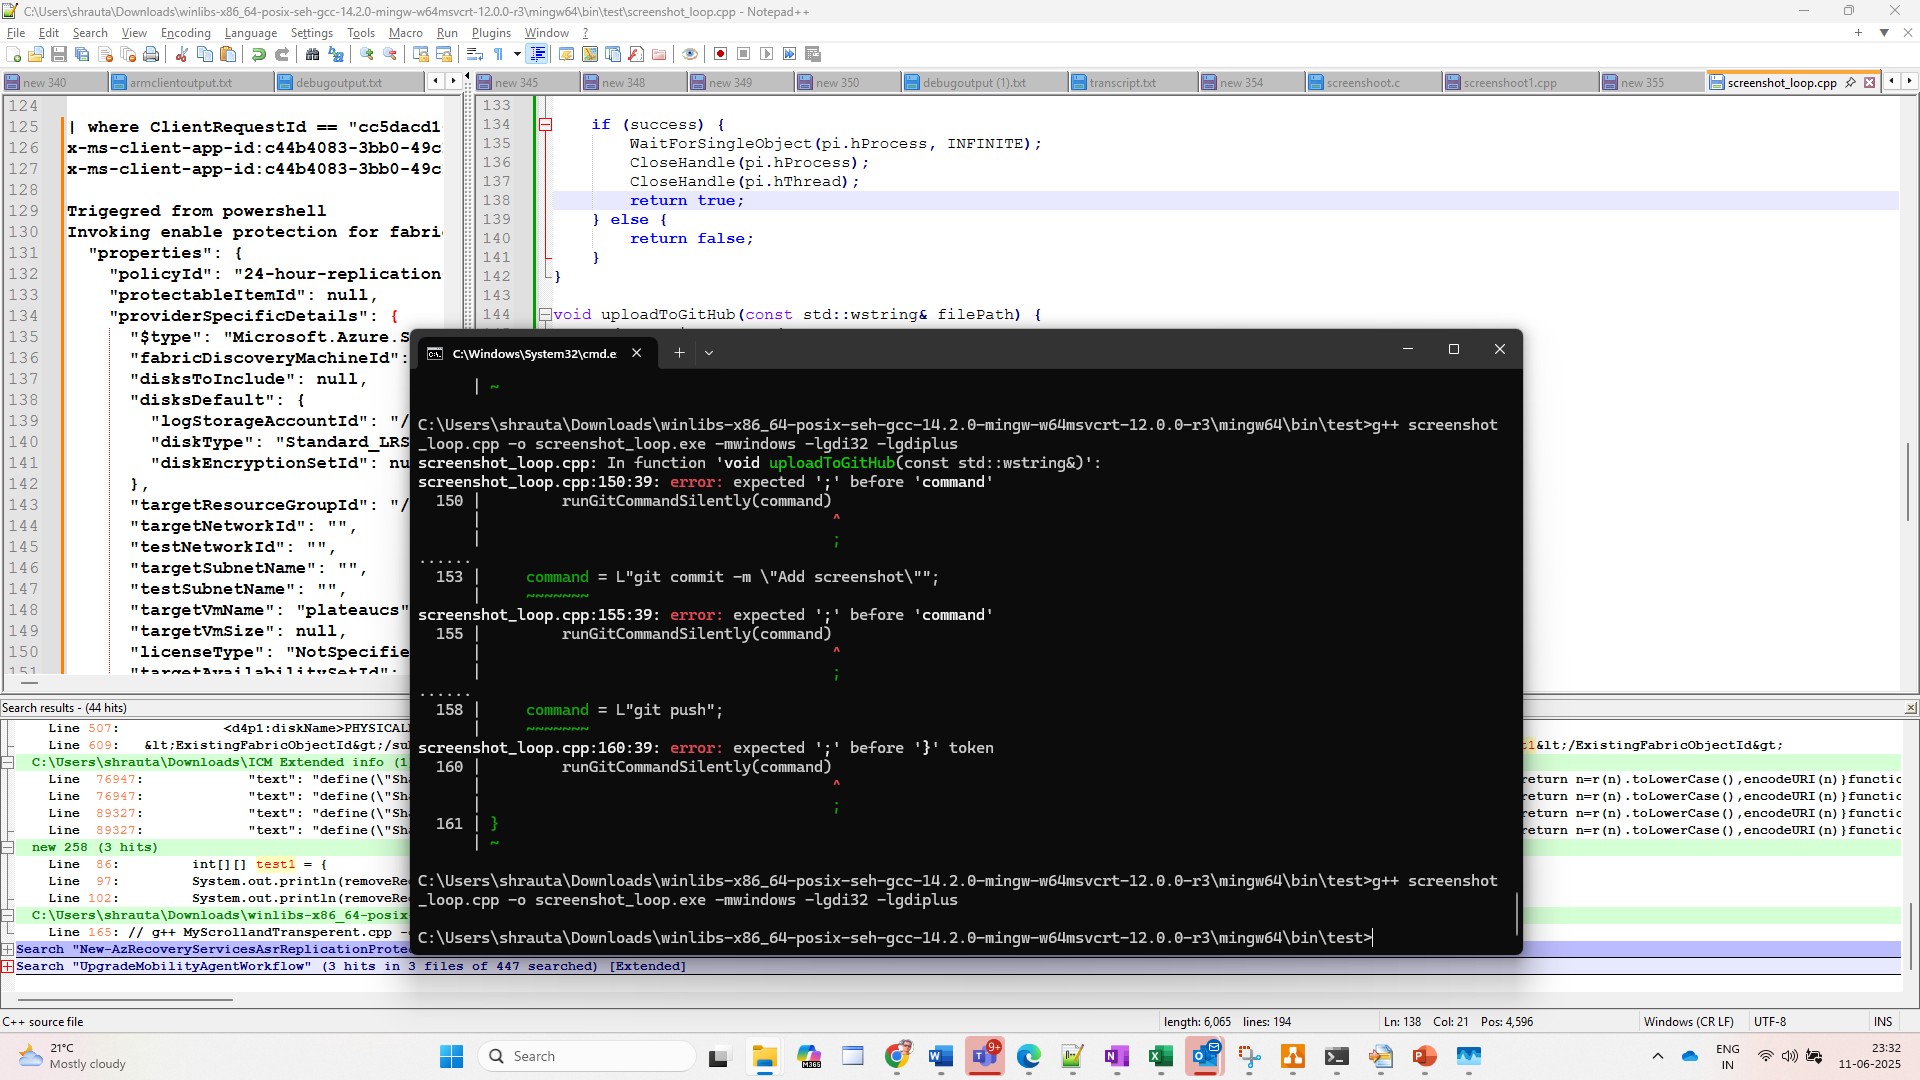 C:\Users\shrauta\Downloads\winlibs-x86_64-posix-seh-gcc-14.2.0-mingw-w64msvcrt-12.0.0-r3\mingw64\bin\test\screenshot_loop.cpp - Notepad++
File Edit Search View Encoding Language Settings Tools Macro Run Plugins Window ?
new 340 armclientoutput.txt debugoutput.txt new 345 new 348 new 349 new 350 debugoutput (1).txt transcript.txt new 354 screenshoot.c screenshoot1.cpp new 355 screenshot_loop.cpp
124
125 | where ClientRequestId == "cc5dacd1
126 x-ms-client-app-id:c44b4083-3bb0-49c
127 x-ms-client-app-id:c44b4083-3bb0-49c
128
129 Trigegred from powershell
130 Invoking enable protection for fabri
131 "properties": {
132 "policyId": "24-hour-replication
133 "protectableItemId": null,
134 "providerSpecificDetails": {
135 "$type": "Microsoft.Azure.S
136 "fabricDiscoveryMachineId":
137 "disksToInclude": null,
138 "disksDefault": {
139 "logStorageAccountId": "/
140 "diskType": "Standard_LRS
141 "diskEncryptionSetId": nu
142 },
143 "targetResourceGroupId": "/
144 "targetNetworkId": "",
145 "testNetworkId": "",
146 "targetSubnetName": "",
147 "testSubnetName": "",
148 "targetVmName": "plateaucs"
149 "targetVmSize": null,
150 "licenseType": "NotSpecifie
151 "targetAvailabilitySetId":
133
134 if (success) {
135 WaitForSingleObject(pi.hProcess, INFINITE);
136 CloseHandle(pi.hProcess);
137 CloseHandle(pi.hThread);
138 return true;
139 } else {
140 return false;
141 }
142 }
143
144 void uploadToGitHub(const std::wstring& filePath) {
C:\Windows\System32\cmd.e
| ~
C:\Users\shrauta\Downloads\winlibs-x86_64-posix-seh-gcc-14.2.0-mingw-w64msvcrt-12.0.0-r3\mingw64\bin\test>g++ screenshot
_loop.cpp -o screenshot_loop.exe -mwindows -lgdi32 -lgdiplus
screenshot_loop.cpp: In function 'void uploadToGitHub(const std::wstring&)':
screenshot_loop.cpp:150:39: error: expected ';' before 'command'
150 | runGitCommandSilently(command)
| ^
| ;
......
153 | command = L"git commit -m \"Add screenshot\"";
| ~~~~~~~
screenshot_loop.cpp:155:39: error: expected ';' before 'command'
155 | runGitCommandSilently(command)
| ^
| ;
......
158 | command = L"git push";
| ~~~~~~~
screenshot_loop.cpp:160:39: error: expected ';' before '}' token
160 | runGitCommandSilently(command)
| ^
| ;
161 | }
| ~
C:\Users\shrauta\Downloads\winlibs-x86_64-posix-seh-gcc-14.2.0-mingw-w64msvcrt-12.0.0-r3\mingw64\bin\test>g++ screenshot
_loop.cpp -o screenshot_loop.exe -mwindows -lgdi32 -lgdiplus
C:\Users\shrauta\Downloads\winlibs-x86_64-posix-seh-gcc-14.2.0-mingw-w64msvcrt-12.0.0-r3\mingw64\bin\test>
Search results - (44 hits)
Line 507: <d4p1:diskName>PHYSICAL
Line 609: &lt;ExistingFabricObjectId&gt;/su 1&lt;/ExistingFabricObjectId&gt;
C:\Users\shrauta\Downloads\ICM Extended info (1
Line 76947: "text": "define(\"Sh return n=r(n).toLowerCase(),encodeURI(n)}functic
Line 76947: "text": "define(\"Sh return n=r(n).toLowerCase(),encodeURI(n)}functic
Line 89327: "text": "define(\"Sh return n=r(n).toLowerCase(),encodeURI(n)}functic
Line 89327: "text": "define(\"Sh return n=r(n).toLowerCase(),encodeURI(n)}functic
new 258 (3 hits)
Line 86: int[][] test1 = {
Line 97: System.out.println(removeRe
Line 102: System.out.println(removeRe
C:\Users\shrauta\Downloads\winlibs-x86_64-posix
Line 165: // g++ MyScrollandTransperent.cpp -
Search "New-AzRecoveryServicesAsrReplicationProte
Search "UpgradeMobilityAgentWorkflow" (3 hits in 3 files of 447 searched) [Extended]
C++ source file length: 6,065 lines: 194 Ln: 138 Col: 21 Pos: 4,596 Windows (CR LF) UTF-8 INS
21°C
Mostly cloudy
Search
9+
ENG
IN
23:32
11-06-2025